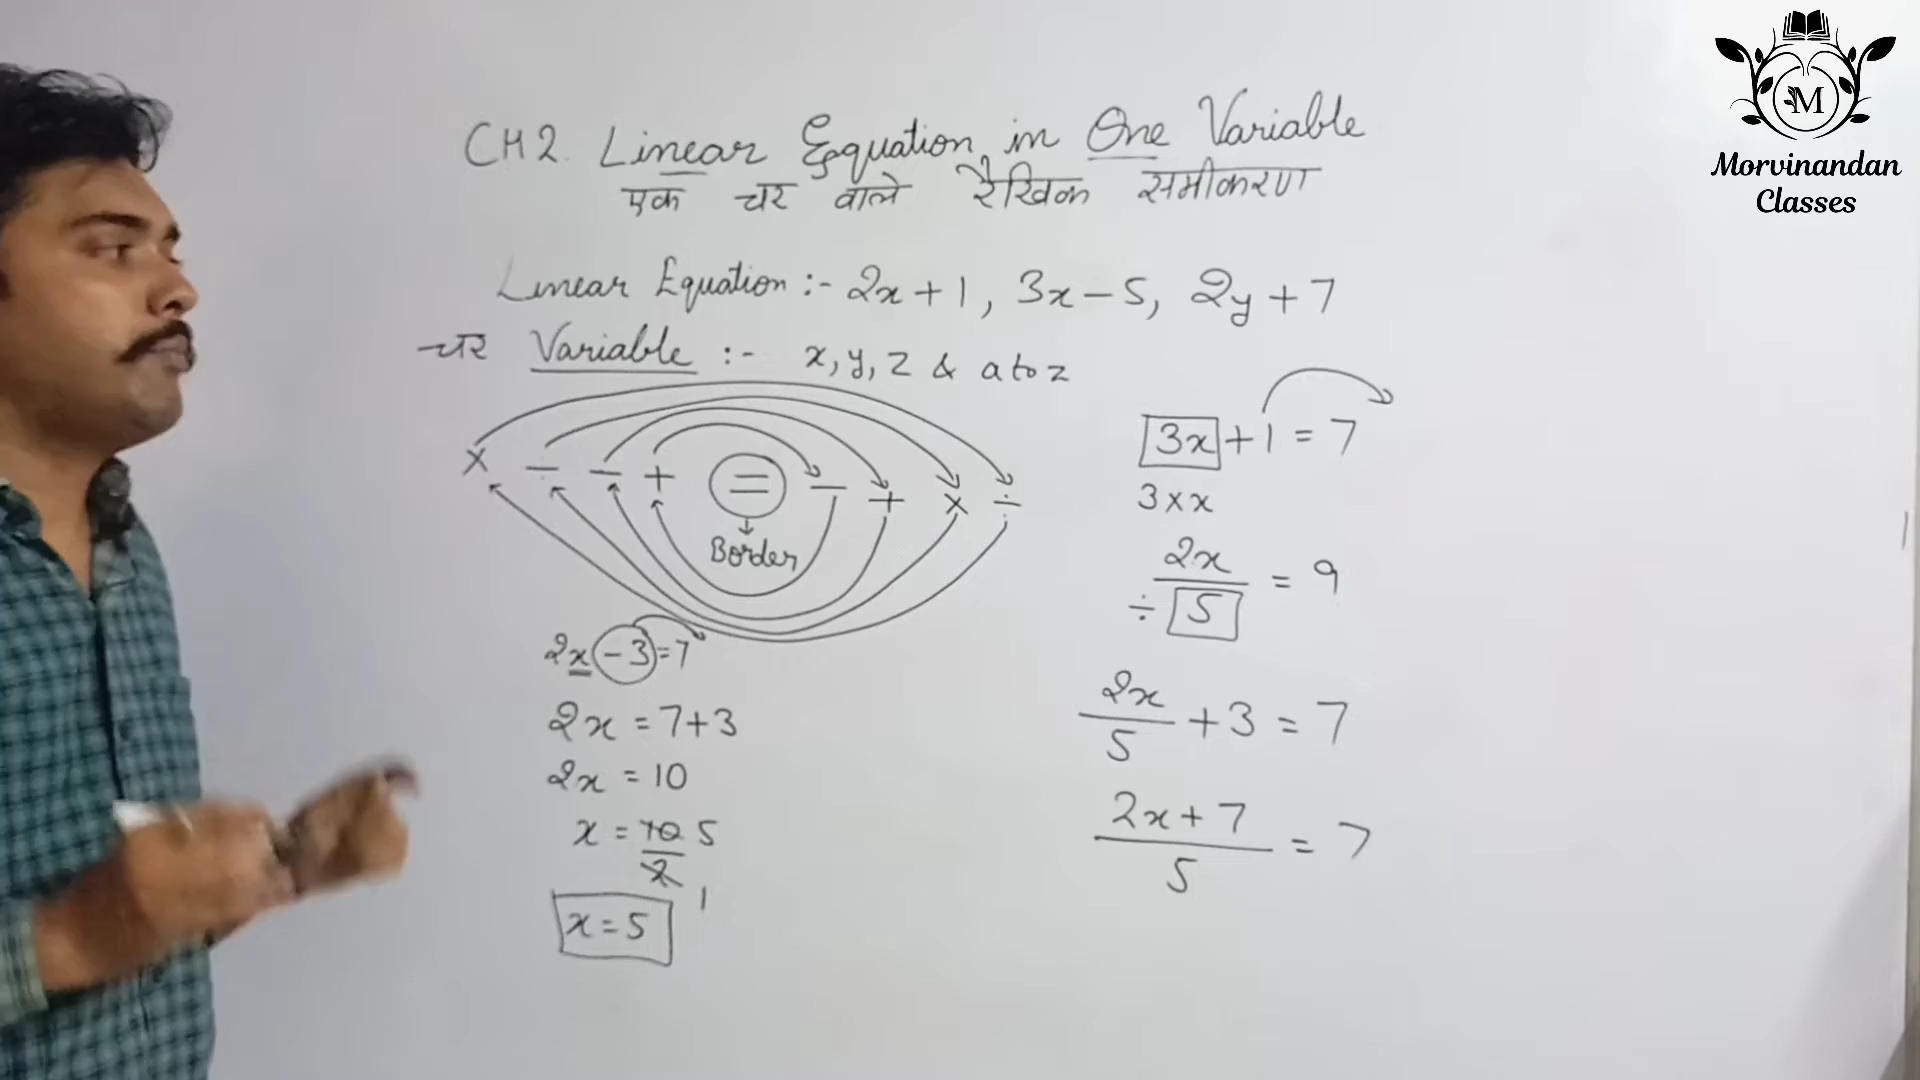 CH2. Linear Equation in One Variable
एक चर वाले रैखिक समीकरण
Linear Equation :- 2x+1, 3x-5, 2y+7
चर Variable :- x, y, z & a to z
× ÷ − + = − + × ÷
Border
2x-3=7
2x = 7+3
2x = 10
x = 10/2 5
1
x=5
3x+1=7
3×x
2x/5 = 9
÷
2x/5 + 3 = 7
2x+7/5 = 7
M
Morvinandan
Classes